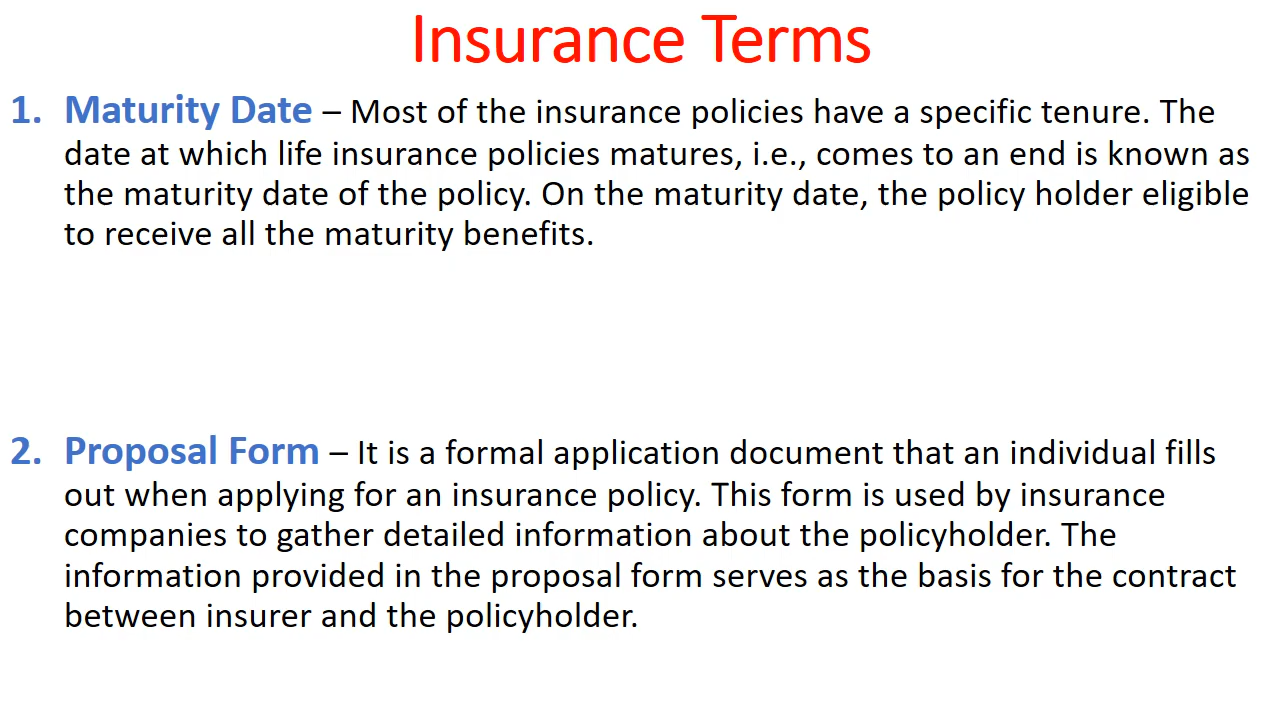 Insurance Terms
1. Maturity Date – Most of the insurance policies have a specific tenure. The
date at which life insurance policies matures, i.e., comes to an end is known as
the maturity date of the policy. On the maturity date, the policy holder eligible
to receive all the maturity benefits.
2. Proposal Form – It is a formal application document that an individual fills
out when applying for an insurance policy. This form is used by insurance
companies to gather detailed information about the policyholder. The
information provided in the proposal form serves as the basis for the contract
between insurer and the policyholder.